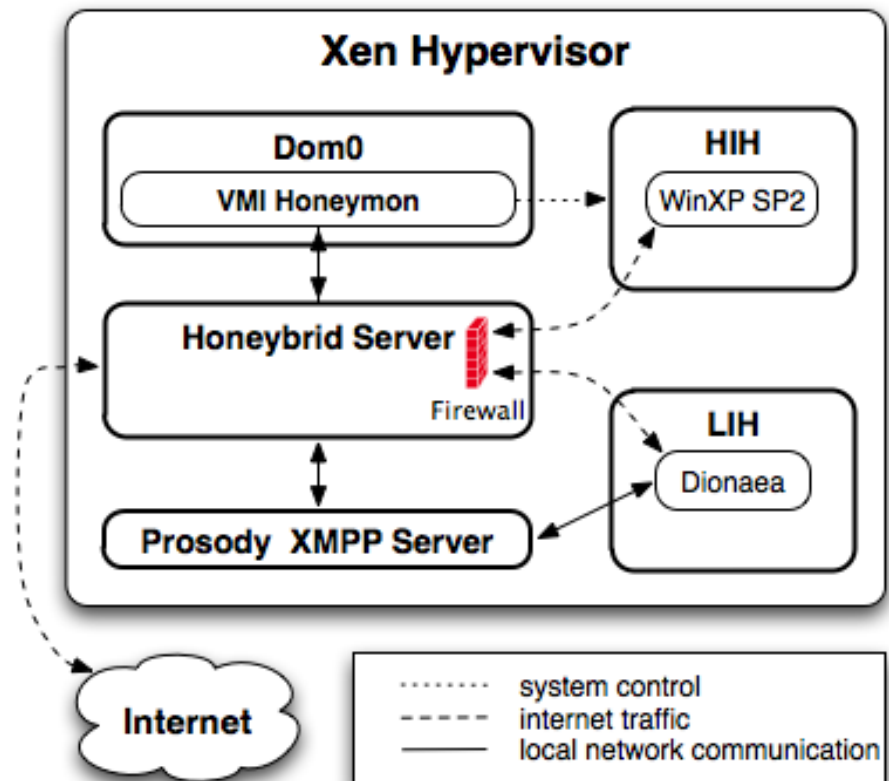 Xen Hypervisor
Dom0
VMI Honeymon
HIH
WinXP SP2
Honeybrid Server
Firewall
LIH
Dionaea
Prosody XMPP Server
Internet
system control
internet traffic
local network communication